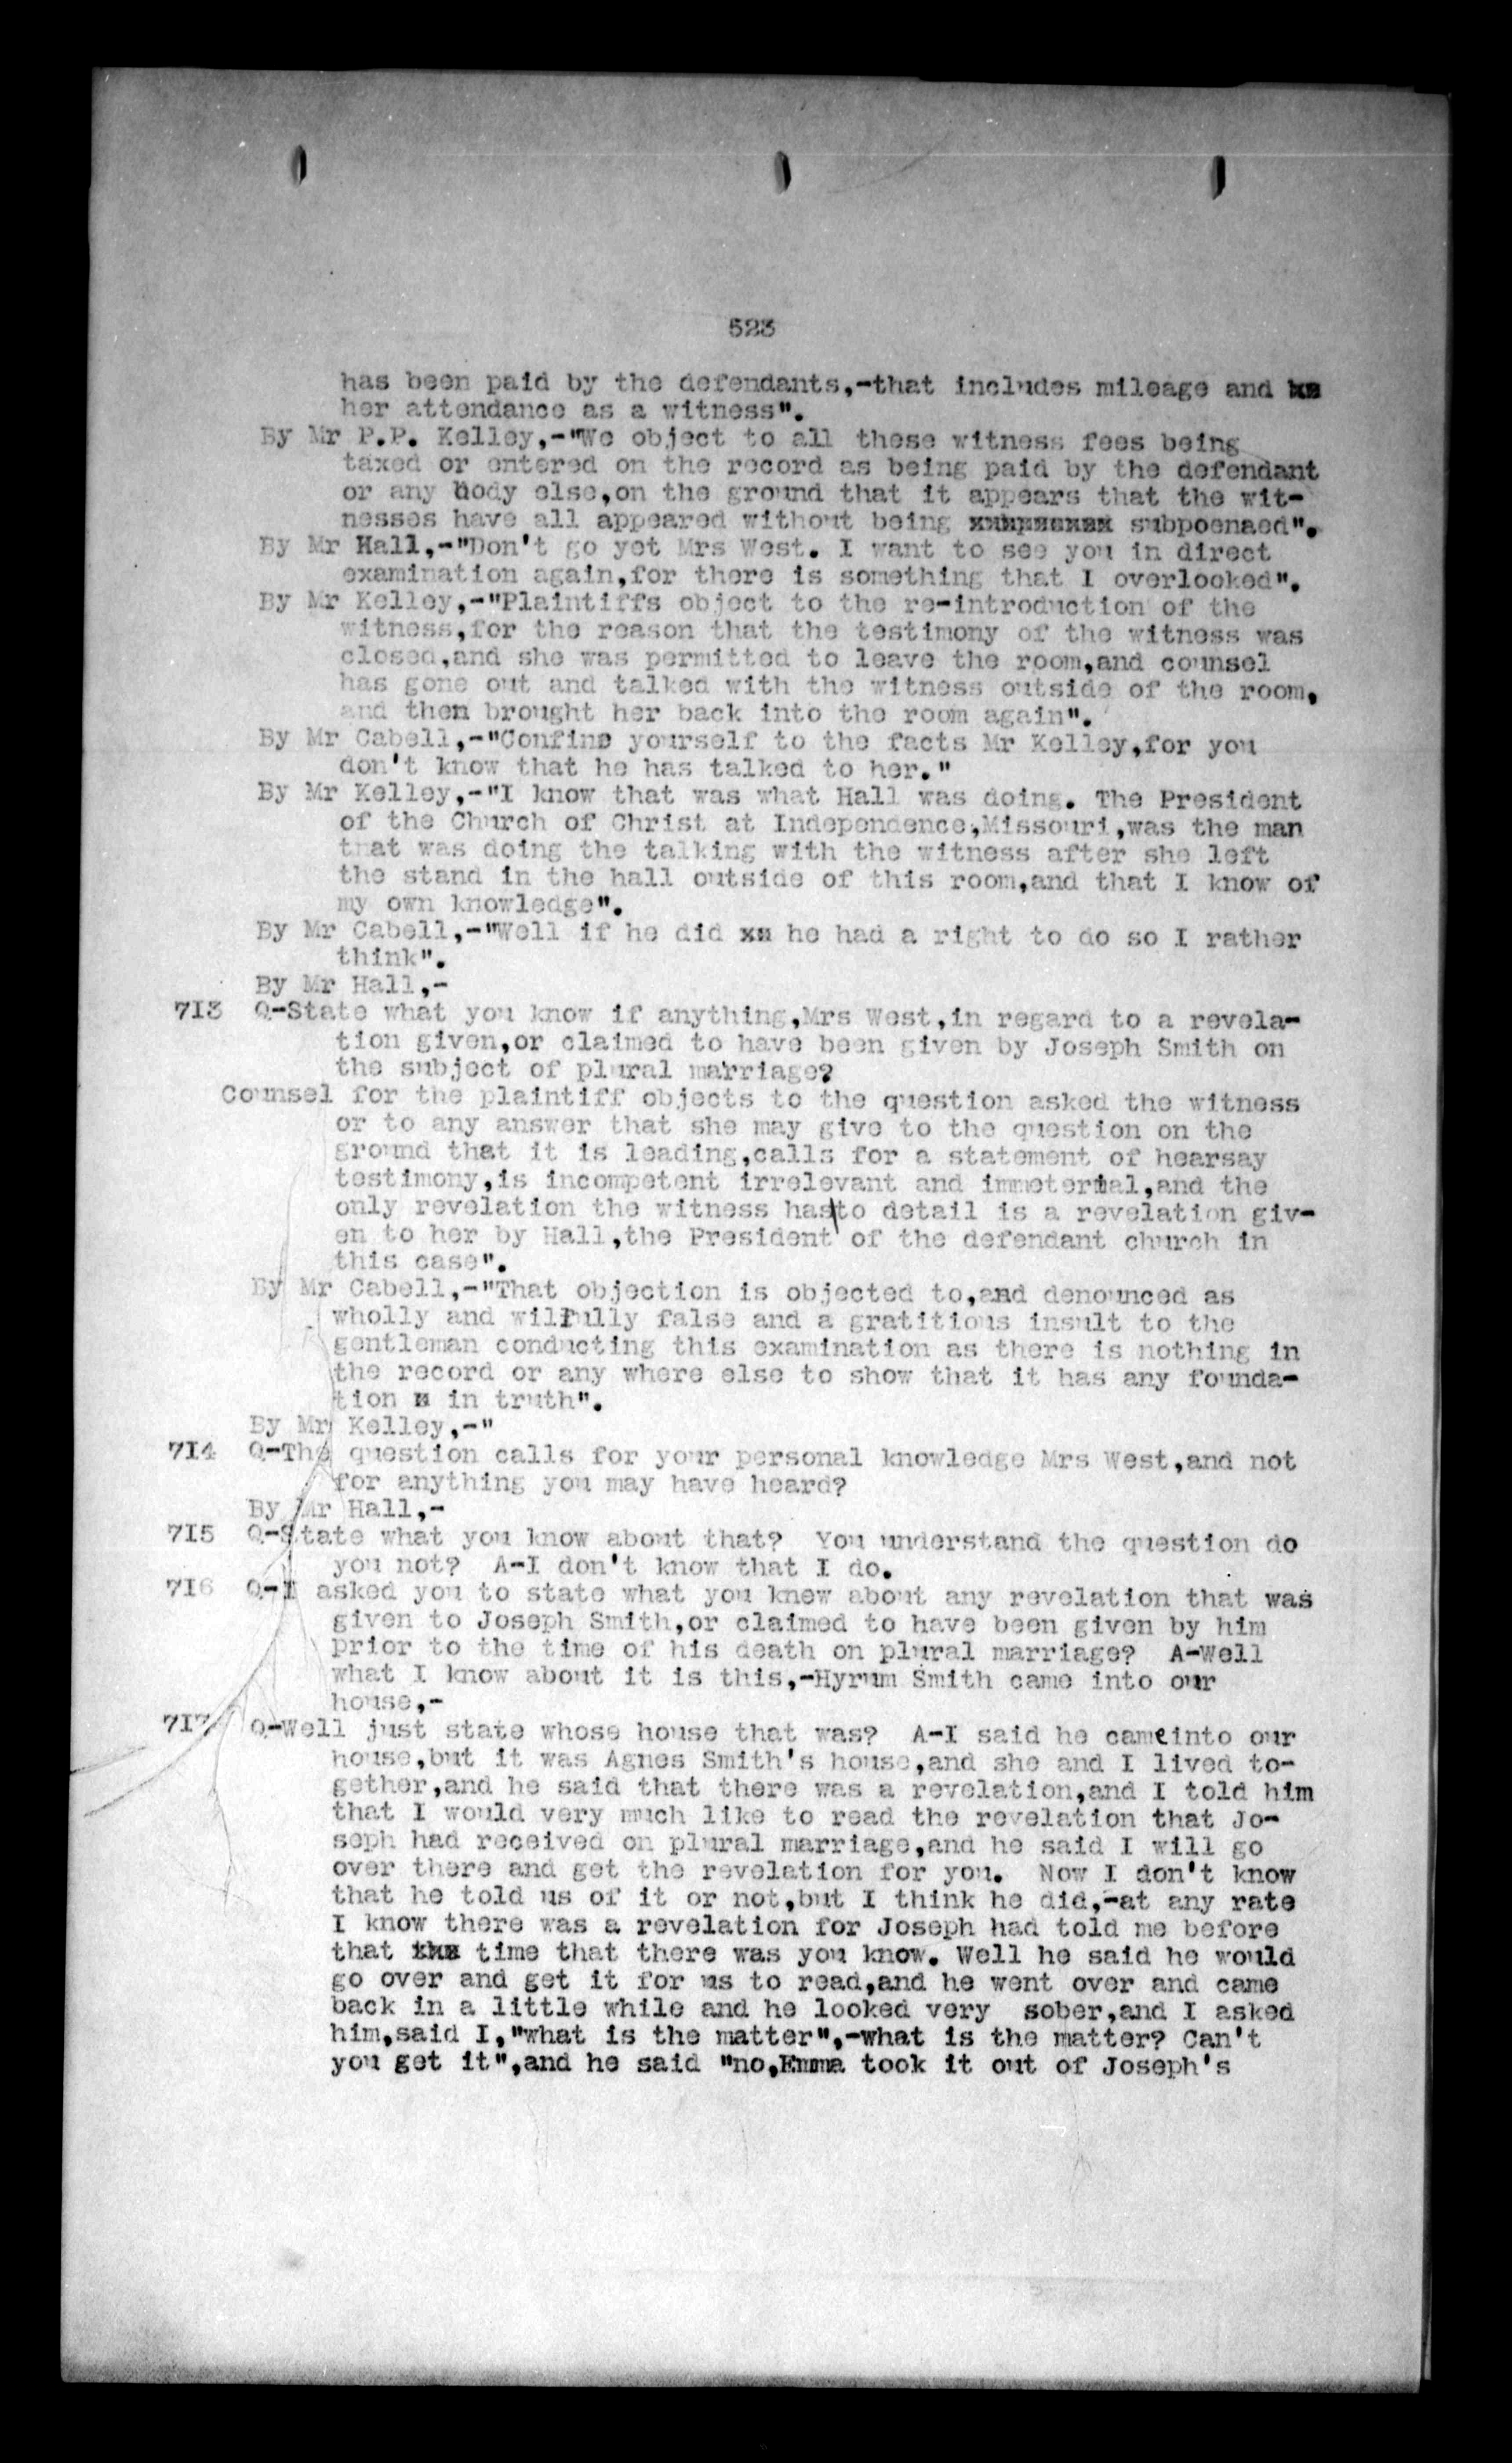 523
has been paid by the defendants,-that includes mileage and
her attendance as a witness".
By Mr P.P. Kelley,-"We object to all these witness fees being
taxed or entered on the record as being paid by the defendant
or any body else,on the ground that it appears that the wit-
nesses have all appeared without being subpoenaed".
By Mr Hall,-"Don't go yet Mrs West. I want to see you in direct
examination again,for there is something that I overlooked".
By Mr Kelley,-"Plaintiffs object to the re-introduction of the
witness,for the reason that the testimony of the witness was
closed,and she was permitted to leave the room,and counsel
has gone out and talked with the witness outside of the room,
and then brought her back into the room again".
By Mr Cabell,-"Confine yourself to the facts Mr Kelley,for you
don't know that he has talked to her."
By Mr Kelley,-"I know that was what Hall was doing. The President
of the Church of Christ at Independence,Missouri,was the man
that was doing the talking with the witness after she left
the stand in the hall outside of this room,and that I know of
my own knowledge".
By Mr Cabell,-"Well if he did he had a right to do so I rather
think".
By Mr Hall,-
713 Q-State what you know if anything,Mrs West,in regard to a revela-
tion given,or claimed to have been given by Joseph Smith on
the subject of plural marriage?
Counsel for the plaintiff objects to the question asked the witness
or to any answer that she may give to the question on the
ground that it is leading,calls for a statement of hearsay
testimony,is incompetent irrelevant and immeterial,and the
only revelation the witness has to detail is a revelation giv-
en to her by Hall,the President of the defendant church in
this case".
By Mr Cabell,-"That objection is objected to,and denounced as
wholly and wilfully false and a gratitious insult to the
gentleman conducting this examination as there is nothing in
the record or any where else to show that it has any founda-
tion in truth".
By Mr Kelley,-"
714 Q-The question calls for your personal knowledge Mrs West,and not
for anything you may have heard?
By Mr Hall,-
715 Q-State what you know about that? You understand the question do
you not? A-I don't know that I do.
716 Q-I asked you to state what you knew about any revelation that was
given to Joseph Smith,or claimed to have been given by him
prior to the time of his death on plural marriage? A-Well
what I know about it is this,-Hyrum Smith came into our
house,-
717 Q-Well just state whose house that was? A-I said he came into our
house,but it was Agnes Smith's house,and she and I lived to-
gether,and he said that there was a revelation,and I told him
that I would very much like to read the revelation that Jo-
seph had received on plural marriage,and he said I will go
over there and get the revelation for you. Now I don't know
that he told us of it or not,but I think he did,-at any rate
I know there was a revelation for Joseph had told me before
that time that there was you know. Well he said he would
go over and get it for us to read,and he went over and came
back in a little while and he looked very sober,and I asked
him,said I,"what is the matter",-what is the matter? Can't
you get it",and he said "no,Emma took it out of Joseph's